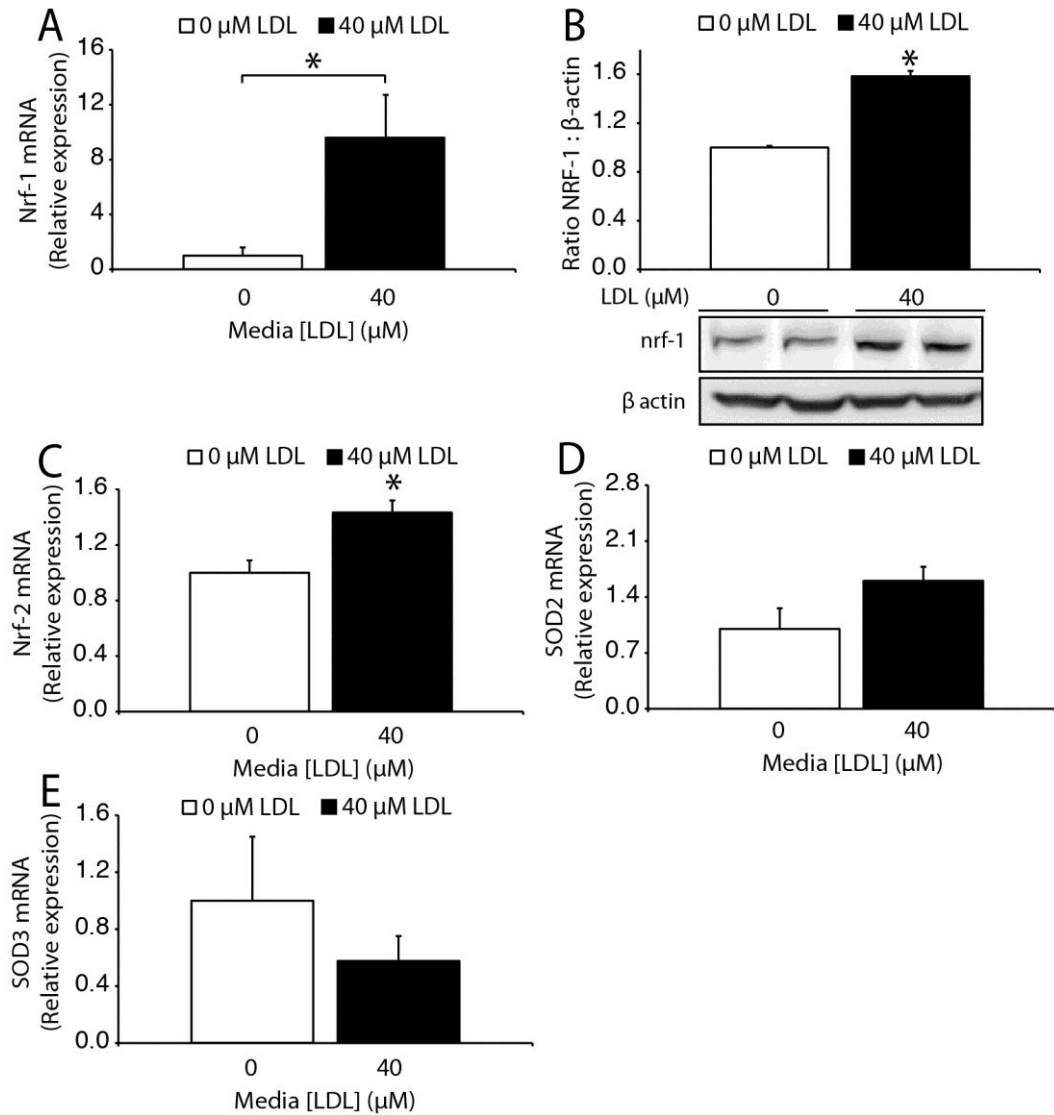 A
0 μM LDL 40 μM LDL
Nrf-1 mRNA
(Relative expression)
16
12
8
4
0
*
0 40
Media [LDL] (μM)
B
0 μM LDL 40 μM LDL
Ratio NRF-1 : β-actin
1.6
1.2
0.8
0.4
0.0
*
LDL (μM) 0 40
nrf-1
β actin
C
0 μM LDL 40 μM LDL
Nrf-2 mRNA
(Relative expression)
1.6
1.2
0.8
0.4
0.0
*
0 40
Media [LDL] (μM)
D
0 μM LDL 40 μM LDL
SOD2 mRNA
(Relative expression)
2.8
2.1
1.4
0.7
0.0
0 40
Media [LDL] (μM)
E
0 μM LDL 40 μM LDL
SOD3 mRNA
(Relative expression)
1.6
1.2
0.8
0.4
0.0
0 40
Media [LDL] (μM)